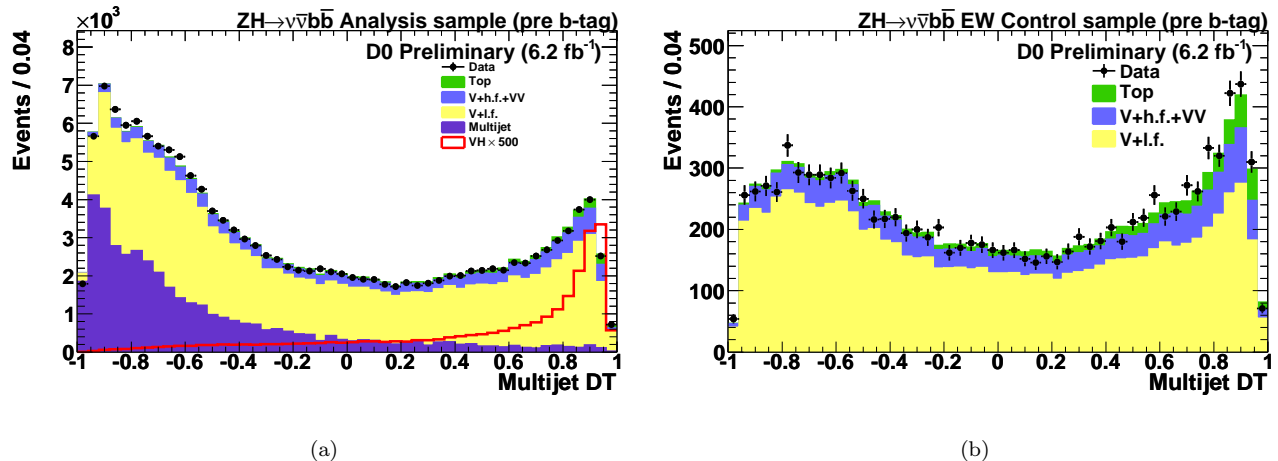 ZH→νν̄bb̄ Analysis sample (pre b-tag)
×10³
D0 Preliminary (6.2 fb⁻¹)
Data
Top
V+h.f.+VV
V+l.f.
Multijet
VH × 500
Events / 0.04
8
7
6
5
4
3
2
1
0
-1 -0.8 -0.6 -0.4 -0.2 0 0.2 0.4 0.6 0.8 1
Multijet DT
(a)
ZH→νν̄bb̄ EW Control sample (pre b-tag)
D0 Preliminary (6.2 fb⁻¹)
Data
Top
V+h.f.+VV
V+l.f.
Events / 0.04
500
400
300
200
100
0
-1 -0.8 -0.6 -0.4 -0.2 0 0.2 0.4 0.6 0.8 1
Multijet DT
(b)